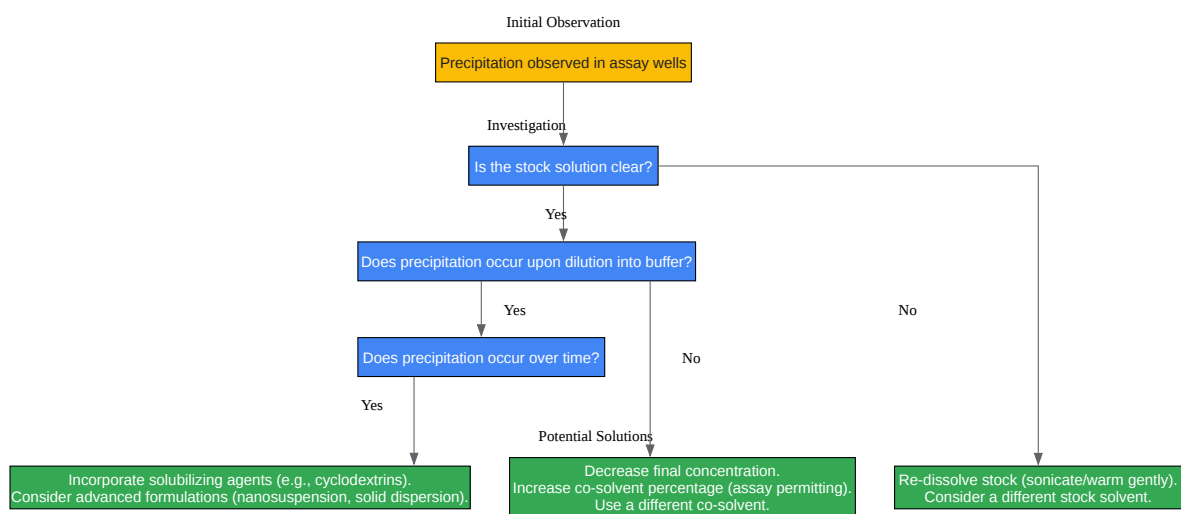 Initial Observation
Precipitation observed in assay wells
Investigation
Is the stock solution clear?
Yes
Does precipitation occur upon dilution into buffer?
Yes
No
Does precipitation occur over time?
No
Yes
Potential Solutions
Incorporate solubilizing agents (e.g., cyclodextrins).
Consider advanced formulations (nanosuspension, solid dispersion).
Decrease final concentration.
Increase co-solvent percentage (assay permitting).
Use a different co-solvent.
Re-dissolve stock (sonicate/warm gently).
Consider a different stock solvent.